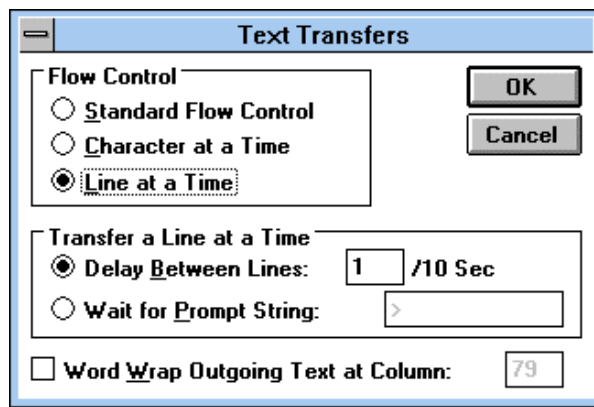 Text Transfers
Flow Control
Standard Flow Control
Character at a Time
Line at a Time
OK
Cancel
Transfer a Line at a Time
Delay Between Lines: 1 /10 Sec
Wait for Prompt String: >
Word Wrap Outgoing Text at Column: 79